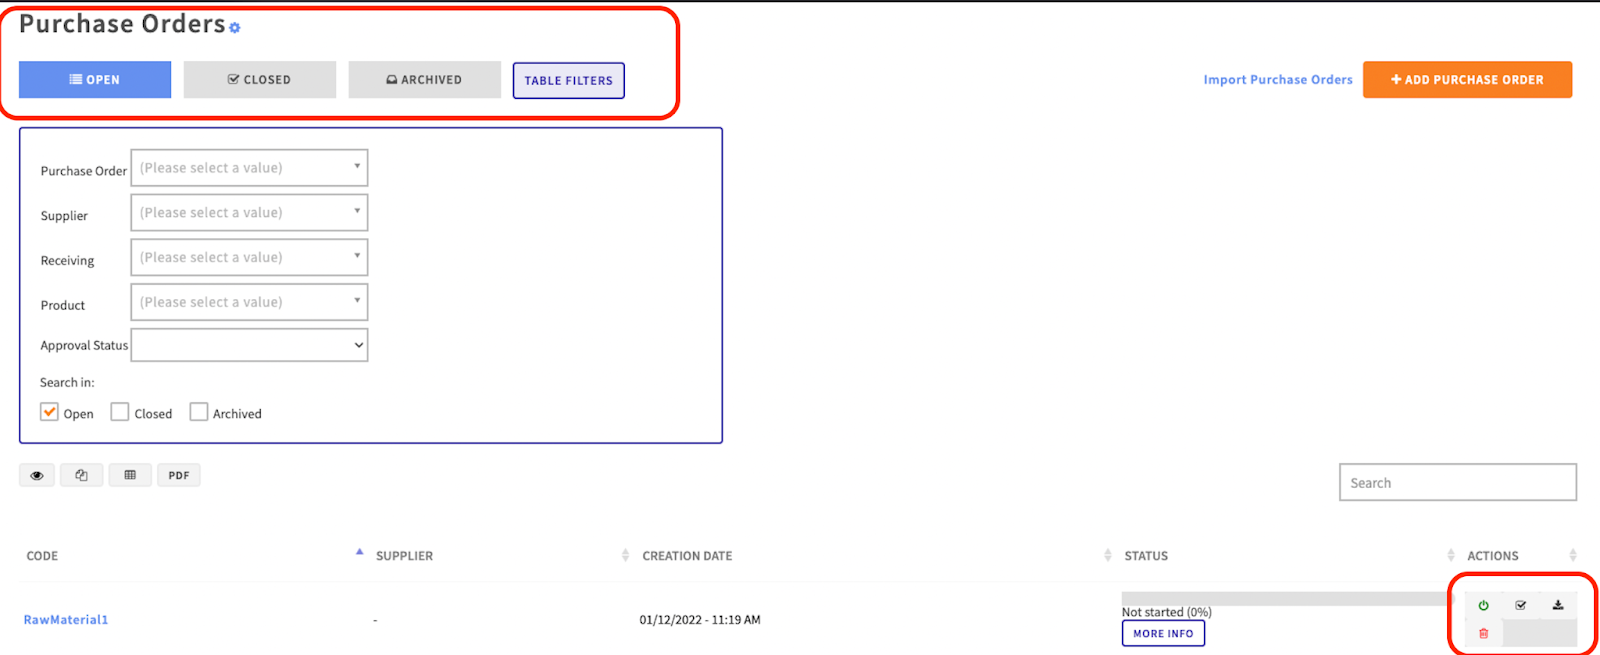 Purchase Orders
OPEN CLOSED ARCHIVED TABLE FILTERS Import Purchase Orders + ADD PURCHASE ORDER
Purchase Order (Please select a value)
Supplier (Please select a value)
Receiving (Please select a value)
Product (Please select a value)
Approval Status
Search in:
Open Closed Archived
PDF Search
CODE SUPPLIER CREATION DATE STATUS ACTIONS
RawMaterial1 - 01/12/2022 - 11:19 AM Not started (0%)
MORE INFO